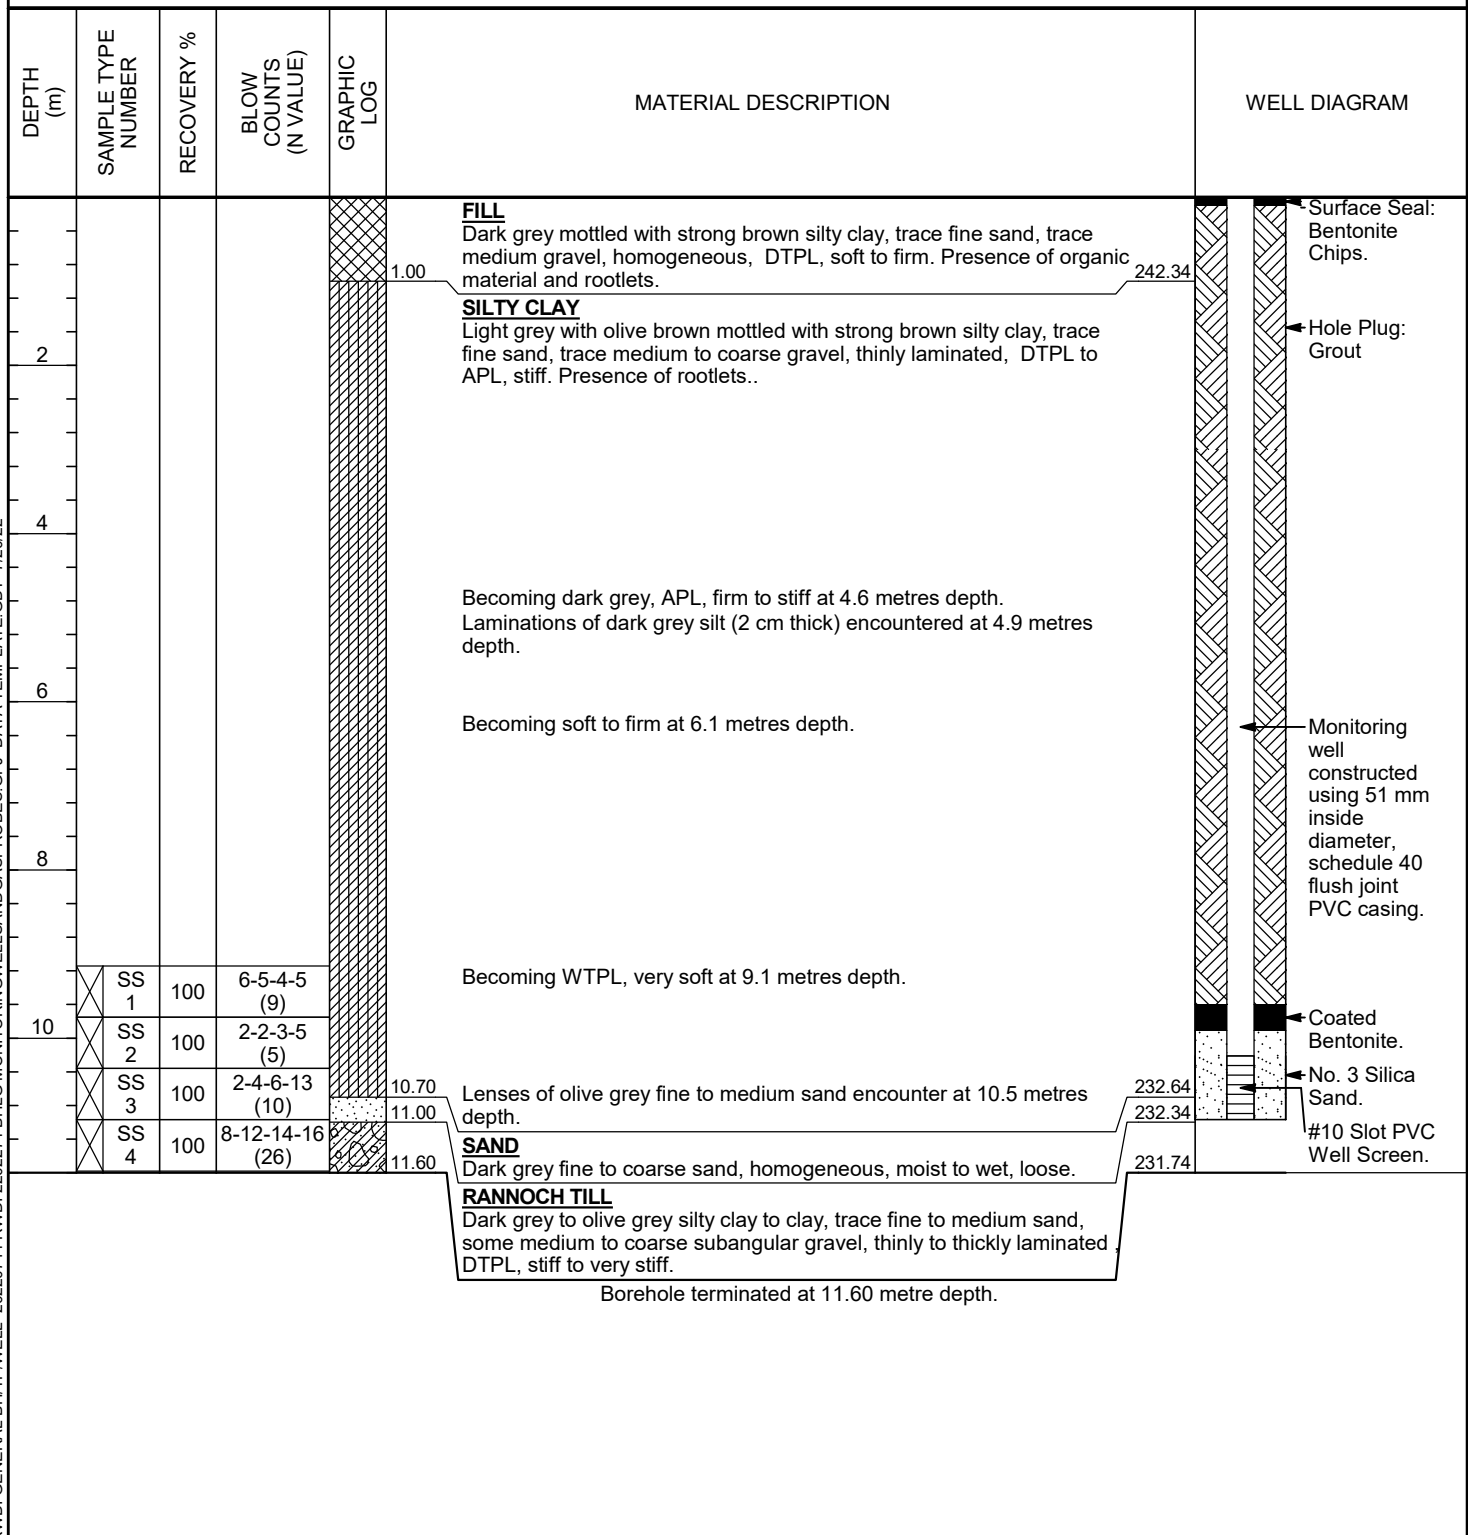 DEPTH
(m)
SAMPLE TYPE
NUMBER
RECOVERY %
BLOW
COUNTS
(N VALUE)
GRAPHIC
LOG
MATERIAL DESCRIPTION
WELL DIAGRAM
FILL
Dark grey mottled with strong brown silty clay, trace fine sand, trace
medium gravel, homogeneous, DTPL, soft to firm. Presence of organic
material and rootlets.
1.00
242.34
Surface Seal:
Bentonite
Chips.
SILTY CLAY
Light grey with olive brown mottled with strong brown silty clay, trace
fine sand, trace medium to coarse gravel, thinly laminated, DTPL to
APL, stiff. Presence of rootlets..
Hole Plug:
Grout
2
4
Becoming dark grey, APL, firm to stiff at 4.6 metres depth.
Laminations of dark grey silt (2 cm thick) encountered at 4.9 metres
depth.
6
Becoming soft to firm at 6.1 metres depth.
Monitoring
well
constructed
using 51 mm
inside
diameter,
schedule 40
flush joint
PVC casing.
8
SS
1
100
6-5-4-5
(9)
Becoming WTPL, very soft at 9.1 metres depth.
10
SS
2
100
2-2-3-5
(5)
Coated
Bentonite.
SS
3
100
2-4-6-13
(10)
10.70
Lenses of olive grey fine to medium sand encounter at 10.5 metres
depth.
232.64
No. 3 Silica
Sand.
11.00
232.34
SS
4
100
8-12-14-16
(26)
#10 Slot PVC
Well Screen.
SAND
Dark grey fine to coarse sand, homogeneous, moist to wet, loose.
11.60
231.74
RANNOCH TILL
Dark grey to olive grey silty clay to clay, trace fine to medium sand,
some medium to coarse subangular gravel, thinly to thickly laminated ,
DTPL, stiff to very stiff.
Borehole terminated at 11.60 metre depth.